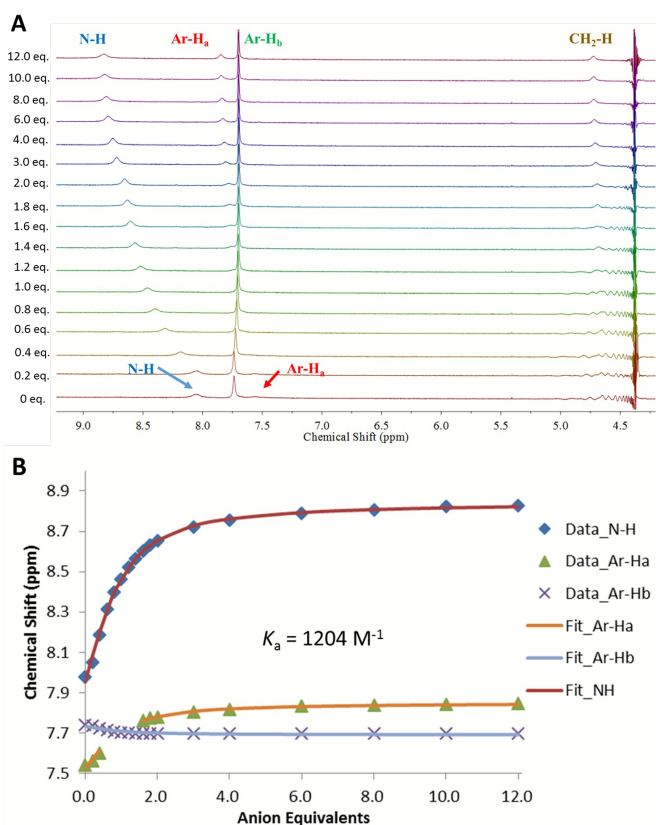 A
N-H
Ar-Hₐ
Ar-H_b
CH₂-H
12.0 eq.
10.0 eq.
8.0 eq.
6.0 eq.
4.0 eq.
3.0 eq.
2.0 eq.
1.8 eq.
1.6 eq.
1.4 eq.
1.2 eq.
1.0 eq.
0.8 eq.
0.6 eq.
0.4 eq.
0.2 eq.
0 eq.
N-H
Ar-Hₐ
9.0 8.5 8.0 7.5 7.0 6.5 6.0 5.5 5.0 4.5
Chemical Shift (ppm)
B
Chemical Shift (ppm)
8.9
8.7
8.5
8.3
8.1
7.9
7.7
7.5
Kₐ = 1204 M⁻¹
0.0 2.0 4.0 6.0 8.0 10.0 12.0
Anion Equivalents
Data_N-H
Data_Ar-Ha
Data_Ar-Hb
Fit_Ar-Ha
Fit_Ar-Hb
Fit_NH